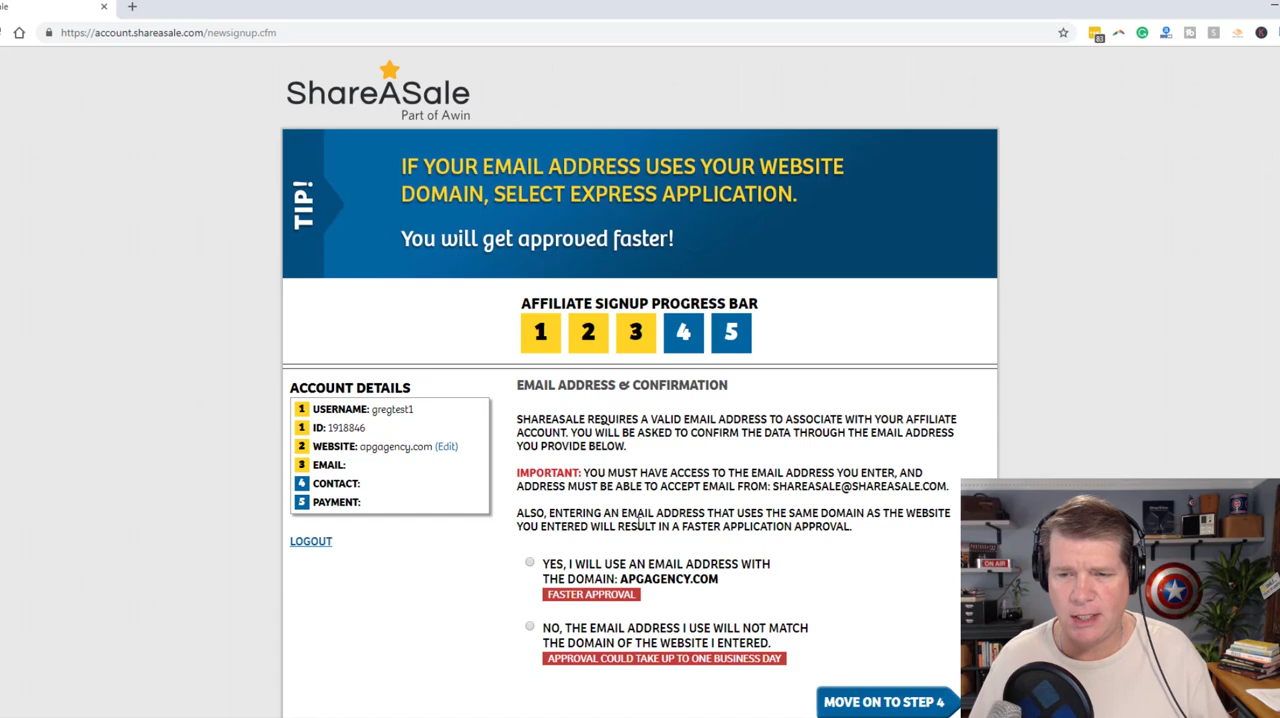 https://account.shareasale.com/newsignup.cfm
ShareASale
Part of Awin
TIP!
IF YOUR EMAIL ADDRESS USES YOUR WEBSITE
DOMAIN, SELECT EXPRESS APPLICATION.
You will get approved faster!
AFFILIATE SIGNUP PROGRESS BAR
1 2 3 4 5
ACCOUNT DETAILS
1 USERNAME: gregtest1
1 ID: 1918846
2 WEBSITE: apgagency.com (Edit)
3 EMAIL:
4 CONTACT:
5 PAYMENT:
LOGOUT
EMAIL ADDRESS & CONFIRMATION
SHAREASALE REQUIRES A VALID EMAIL ADDRESS TO ASSOCIATE WITH YOUR AFFILIATE
ACCOUNT. YOU WILL BE ASKED TO CONFIRM THE DATA THROUGH THE EMAIL ADDRESS
YOU PROVIDE BELOW.
IMPORTANT: YOU MUST HAVE ACCESS TO THE EMAIL ADDRESS YOU ENTER, AND
ADDRESS MUST BE ABLE TO ACCEPT EMAIL FROM: SHAREASALE@SHAREASALE.COM.
ALSO, ENTERING AN EMAIL ADDRESS THAT USES THE SAME DOMAIN AS THE WEBSITE
YOU ENTERED WILL RESULT IN A FASTER APPLICATION APPROVAL.
YES, I WILL USE AN EMAIL ADDRESS WITH
THE DOMAIN: APGAGENCY.COM
FASTER APPROVAL
NO, THE EMAIL ADDRESS I USE WILL NOT MATCH
THE DOMAIN OF THE WEBSITE I ENTERED.
APPROVAL COULD TAKE UP TO ONE BUSINESS DAY
MOVE ON TO STEP 4
ON AIR